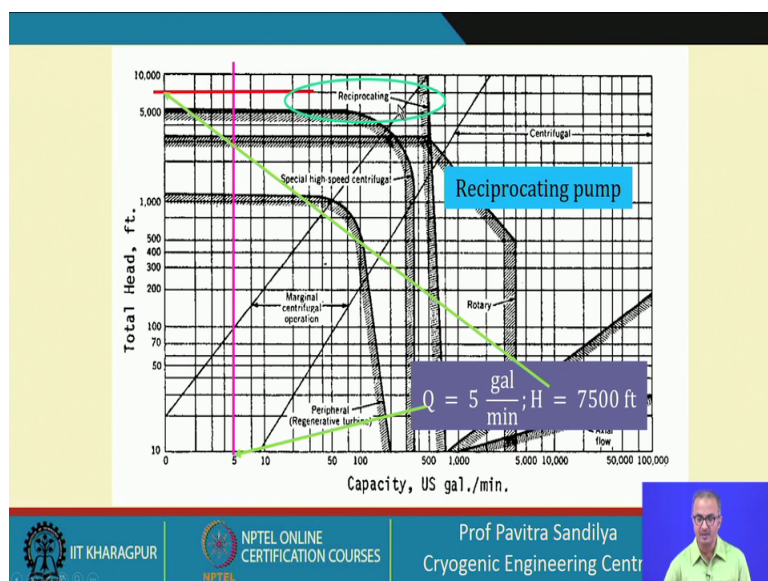 10,000
5,000
1,000
500
400
300
200
100
70
50
10
Total Head, ft.
Reciprocating
Centrifugal
Special high-speed centrifugal
Reciprocating pump
Marginal
centrifugal
operation
Rotary
Peripheral
(Regenerative turbine)
Q = 5 gal/min ; H = 7500 ft
Axial
flow
0 5 10 50 100 500 1,000 5,000 10,000 50,000 100,000
Capacity, US gal./min.
IIT KHARAGPUR
NPTEL
NPTEL ONLINE
CERTIFICATION COURSES
Prof Pavitra Sandilya
Cryogenic Engineering Centr